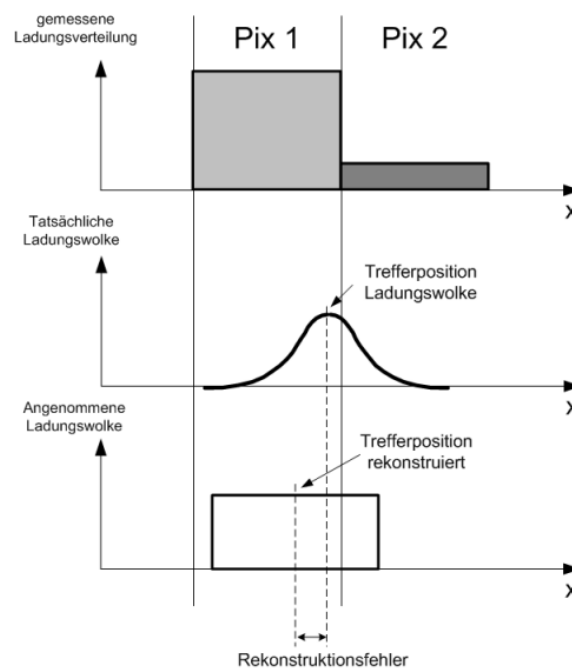 gemessene
Ladungsverteilung
Pix 1
Pix 2
x
Tatsächliche
Ladungswolke
Trefferposition
Ladungswolke
x
Angenommene
Ladungswolke
Trefferposition
rekonstruiert
x
Rekonstruktionsfehler